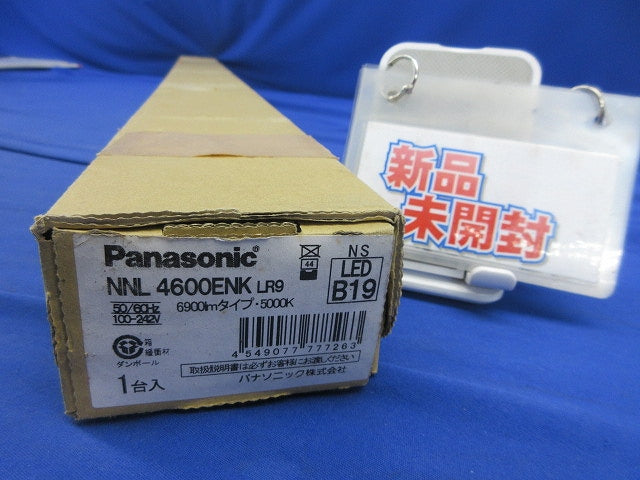 新品
未開封
Panasonic®
NNL 4600ENK LR9
50/60Hz
100-242V
6900lmタイプ・5000K
44
NS
LED
B19
箱
緩衝材
ダンボール
4 549077 777263
取扱説明書は必ずお客様にお渡しください
1台入
パナソニック株式会社